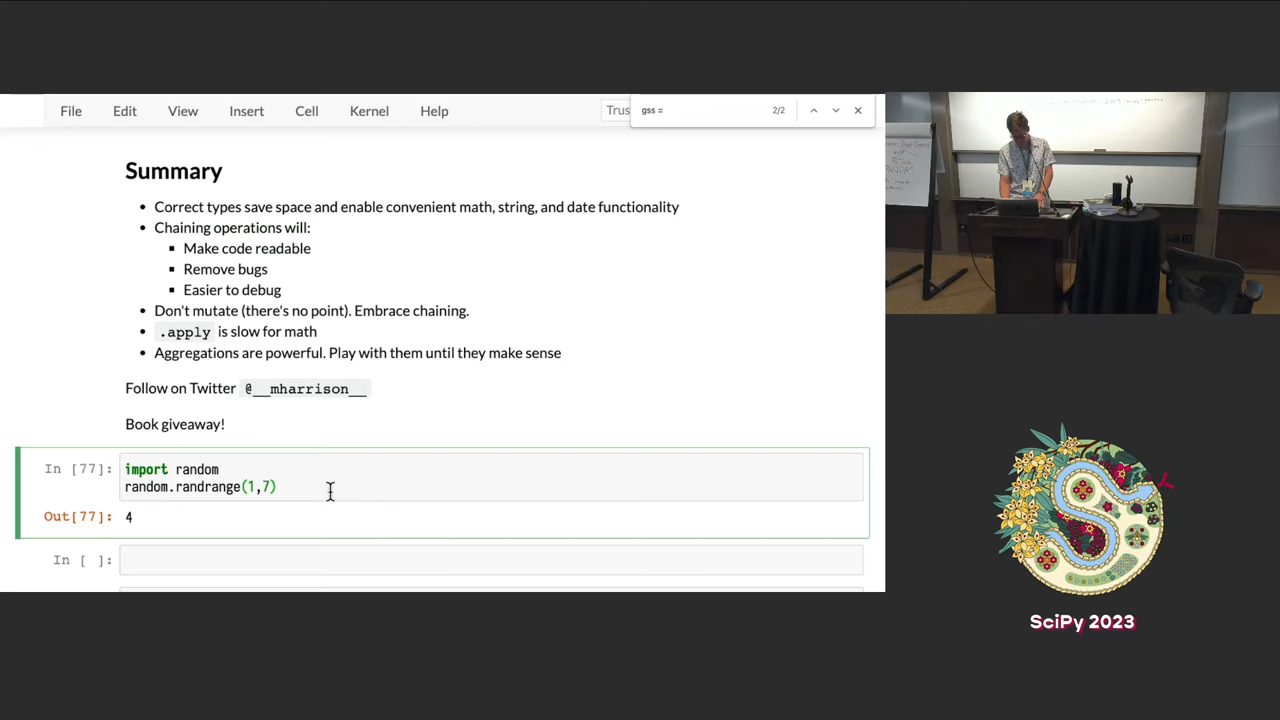 File Edit View Insert Cell Kernel Help
Trus
gss = 2/2
Summary
• Correct types save space and enable convenient math, string, and date functionality
• Chaining operations will:
▪ Make code readable
▪ Remove bugs
▪ Easier to debug
• Don't mutate (there's no point). Embrace chaining.
• .apply is slow for math
• Aggregations are powerful. Play with them until they make sense
Follow on Twitter @__mharrison__
Book giveaway!
In [77]: import random
random.randrange(1,7)
Out[77]: 4
In [ ]:
SciPy 2023